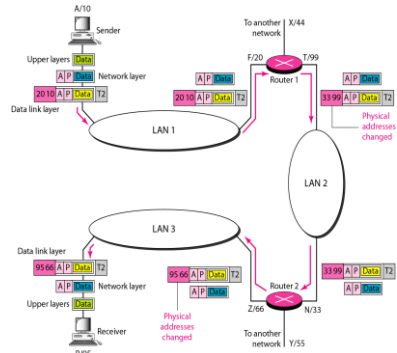 A/10
Sender
To another network
X/44
Upper layers
Data
A P Data
Network layer
20 10 A P Data T2
Data link layer
F/20
T/99
Router 1
A P Data
20 10 A P Data T2
A P Data
33 99 A P Data T2
Physical addresses changed
LAN 1
LAN 2
LAN 3
Data link layer
95 66 A P Data T2
A P Data
Network layer
Upper layers
Data
Receiver
95 66 A P Data T2
A P Data
Physical addresses changed
Router 2
Z/66
N/33
33 99 A P Data T2
A P Data
To another network
Y/55